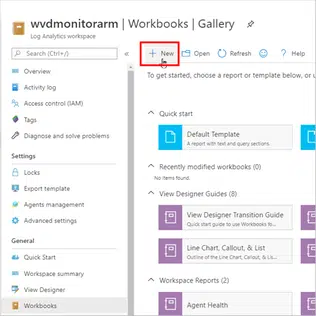 wvdmonitorarm | Workbooks | Gallery
Log Analytics workspace
Search (Ctrl+/)
Overview
Activity log
Access control (IAM)
Tags
Diagnose and solve problems
Settings
Locks
Export template
Agents management
Advanced settings
General
Quick Start
Workspace summary
View Designer
Workbooks
New
Open
Refresh
Help
To get started, choose a report or template below, or u
Quick start
Default Template
A report with text and query sections.
Recently modified workbooks (0)
No items found.
View Designer Guides (8)
View Designer Transition Guide
Quick start guide to use Workbooks fo...
Line Chart, Callout, & List
Outline of the Line Chart, Callout, & Lis...
Workspace Reports (2)
Agent Health